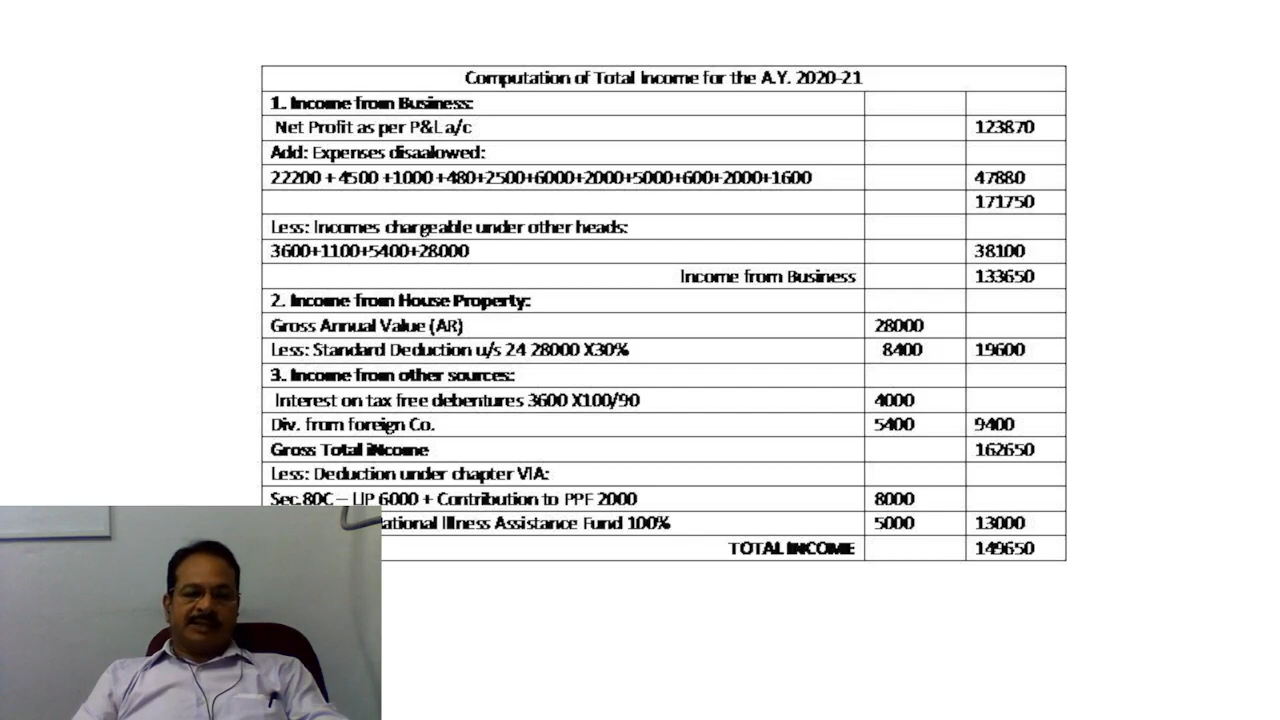 Computation of Total Income for the A.Y. 2020-21
1. Income from Business:
Net Profit as per P&L a/c 123870
Add: Expenses disaalowed:
22200 + 4500 +1000 +480+2500+6000+2000+5000+600+2000+1600 47880
171750
Less: Incomes chargeable under other heads:
3600+1100+5400+28000 38100
Income from Business 133650
2. Income from House Property:
Gross Annual Value (AR) 28000
Less: Standard Deduction u/s 24 28000 X30% 8400 19600
3. Income from other sources:
Interest on tax free debentures 3600 X100/90 4000
Div. from foreign Co. 5400 9400
Gross Total iNcome 162650
Less: Deduction under chapter VIA:
Sec.80C – LIP 6000 + Contribution to PPF 2000 8000
ational Illness Assistance Fund 100% 5000 13000
TOTAL INCOME 149650